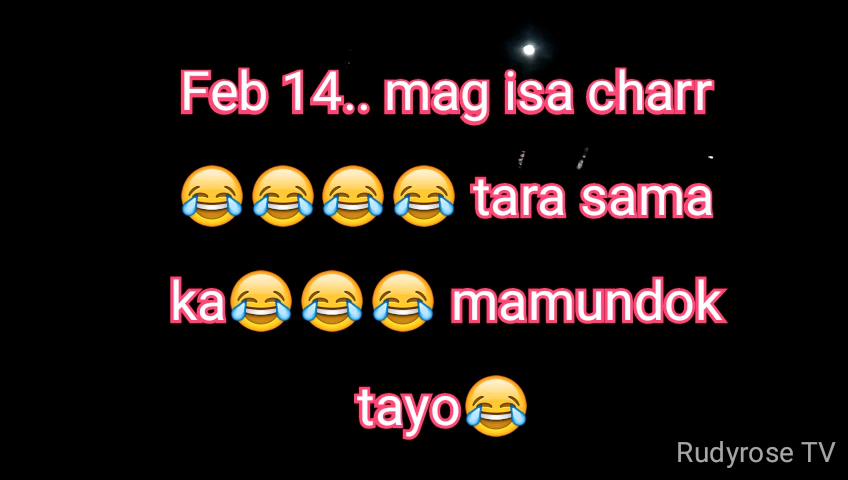 Feb 14.. mag isa charr
😂😂😂😂 tara sama
ka😂😂😂 mamundok
tayo😂
Rudyrose TV